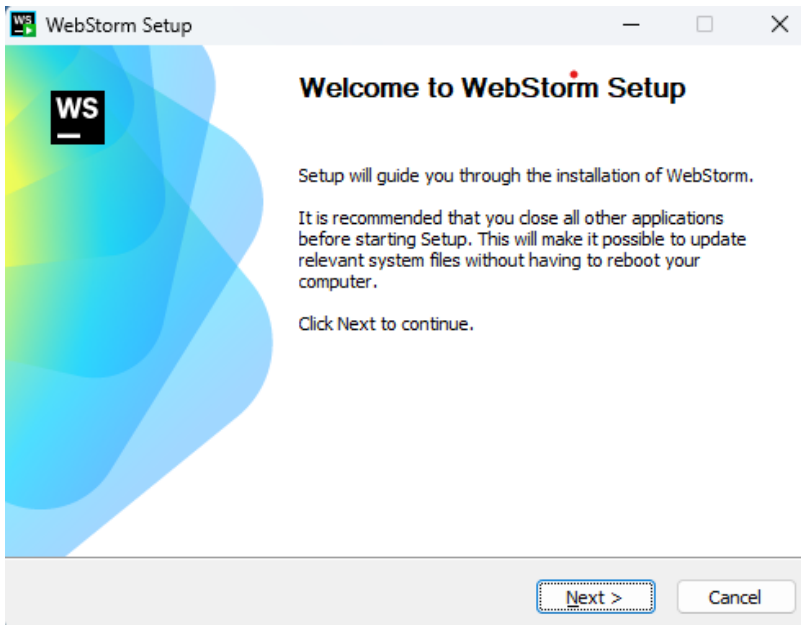 WebStorm Setup
WS
Welcome to WebStorm Setup
Setup will guide you through the installation of WebStorm.
It is recommended that you close all other applications
before starting Setup. This will make it possible to update
relevant system files without having to reboot your
computer.
Click Next to continue.
Next >
Cancel